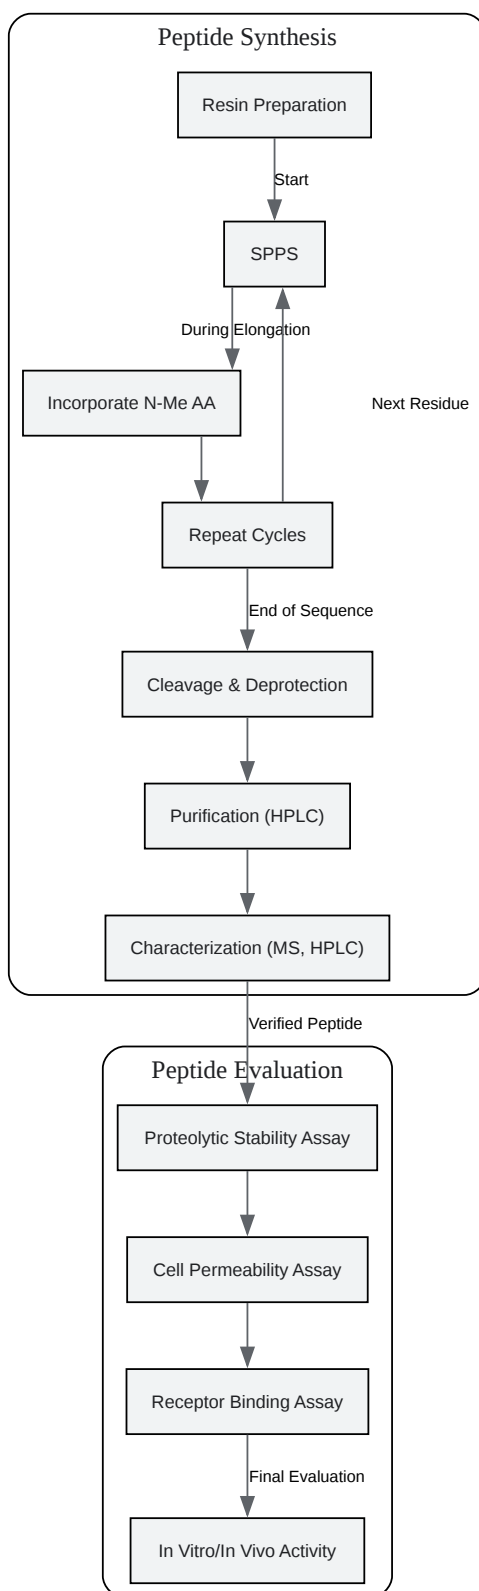 Peptide Synthesis
Resin Preparation
Start
SPPS
During Elongation
Incorporate N-Me AA
Next Residue
Repeat Cycles
End of Sequence
Cleavage & Deprotection
Purification (HPLC)
Characterization (MS, HPLC)
Verified Peptide
Peptide Evaluation
Proteolytic Stability Assay
Cell Permeability Assay
Receptor Binding Assay
Final Evaluation
In Vitro/In Vivo Activity